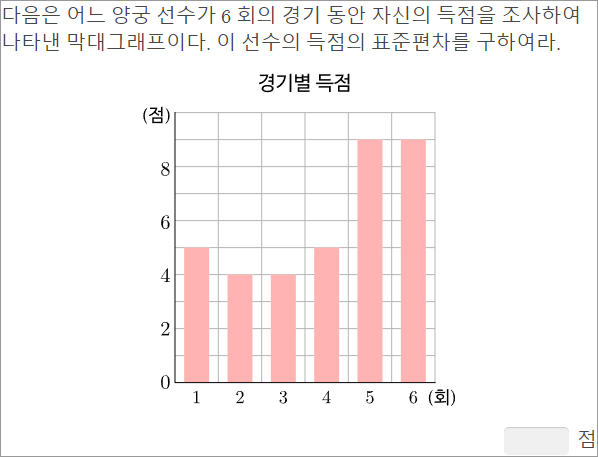 다음은 어느 양궁 선수가 6 회의 경기 동안 자신의 득점을 조사하여
나타낸 막대그래프이다. 이 선수의 득점의 표준편차를 구하여라.
경기별 득점
(점)
8
6
4
2
0
1 2 3 4 5 6 (회)
점